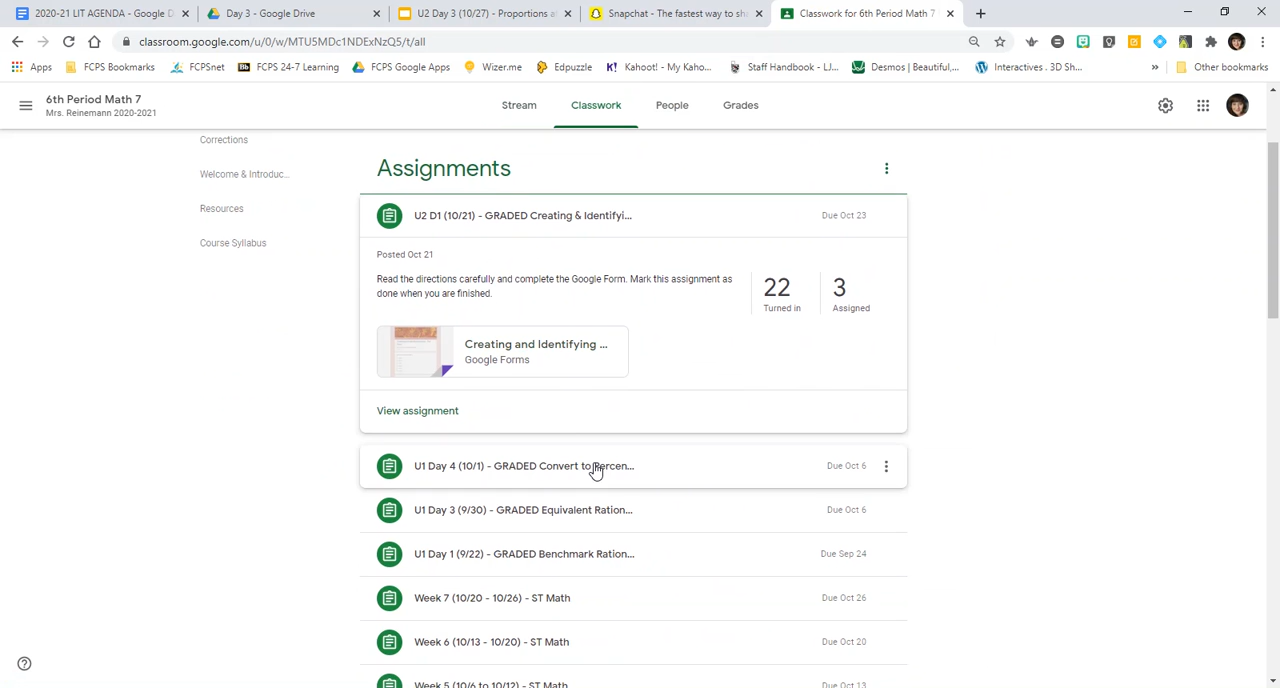 2020-21 LIT AGENDA - Google D
Day 3 - Google Drive
U2 Day 3 (10/27) - Proportions a
Snapchat - The fastest way to sh
Classwork for 6th Period Math 7
classroom.google.com/u/0/w/MTU5MDc1NDExNzQ5/t/all
Apps
FCPS Bookmarks
FCPSnet
Bb FCPS 24-7 Learning
FCPS Google Apps
Wizer.me
Edpuzzle
K! Kahoot! - My Kaho...
Staff Handbook - LJ...
Desmos | Beautiful,...
Interactives . 3D Sh...
»
Other bookmarks
6th Period Math 7
Mrs. Reinemann 2020-2021
Stream
Classwork
People
Grades
Corrections
Welcome & Introduc...
Resources
Course Syllabus
Assignments
U2 D1 (10/21) - GRADED Creating & Identifyi...
Due Oct 23
Posted Oct 21
Read the directions carefully and complete the Google Form. Mark this assignment as
done when you are finished.
22
Turned in
3
Assigned
Creating and Identifying ...
Google Forms
View assignment
U1 Day 4 (10/1) - GRADED Convert to Percen...
Due Oct 6
U1 Day 3 (9/30) - GRADED Equivalent Ration...
Due Oct 6
U1 Day 1 (9/22) - GRADED Benchmark Ration...
Due Sep 24
Week 7 (10/20 - 10/26) - ST Math
Due Oct 26
Week 6 (10/13 - 10/20) - ST Math
Due Oct 20
Week 5 (10/6 to 10/12) - ST Math
Due Oct 13